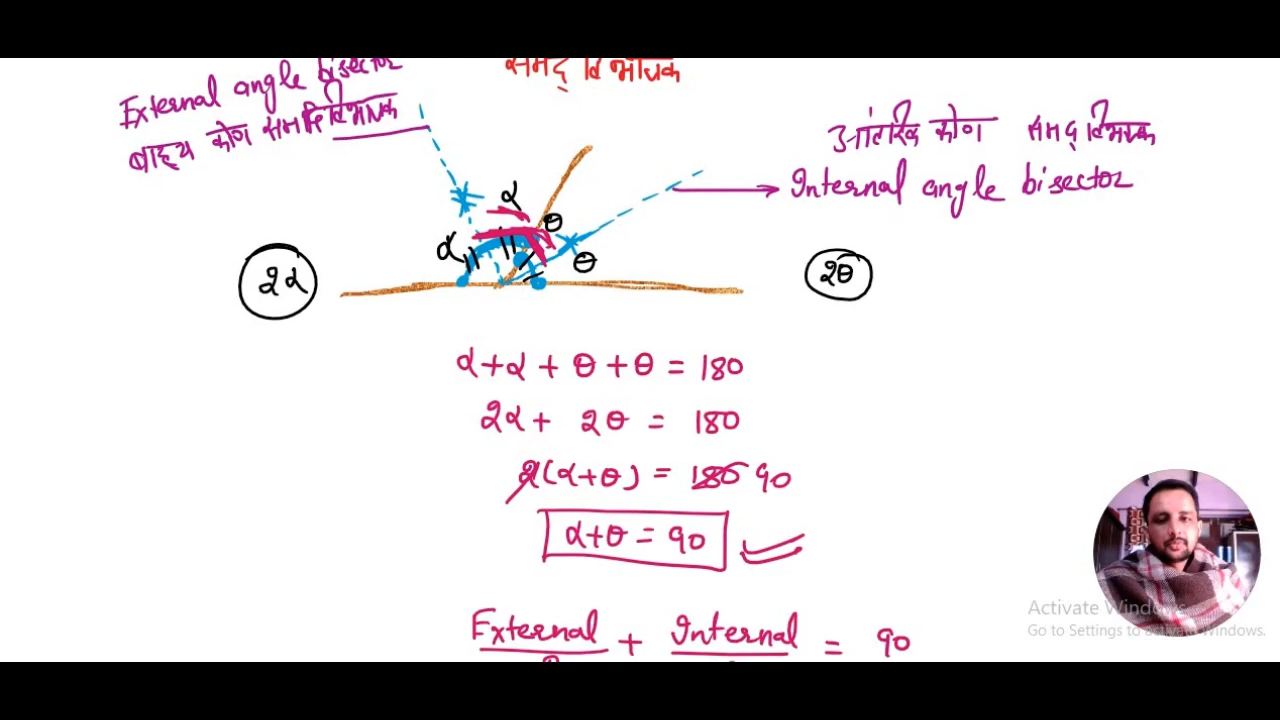 External angle bisector
समद्विभाजक
बाह्य कोण समद्विभाजक
आंतरिक कोण समद्विभाजक
Internal angle bisector
α
θ
α
θ
2α
2θ
α+α+θ+θ = 180
2α+ 2θ = 180
2(α+θ) = 180 90
α+θ = 90
External + Internal = 90
2
Activate Windows
Go to Settings to activate Windows.